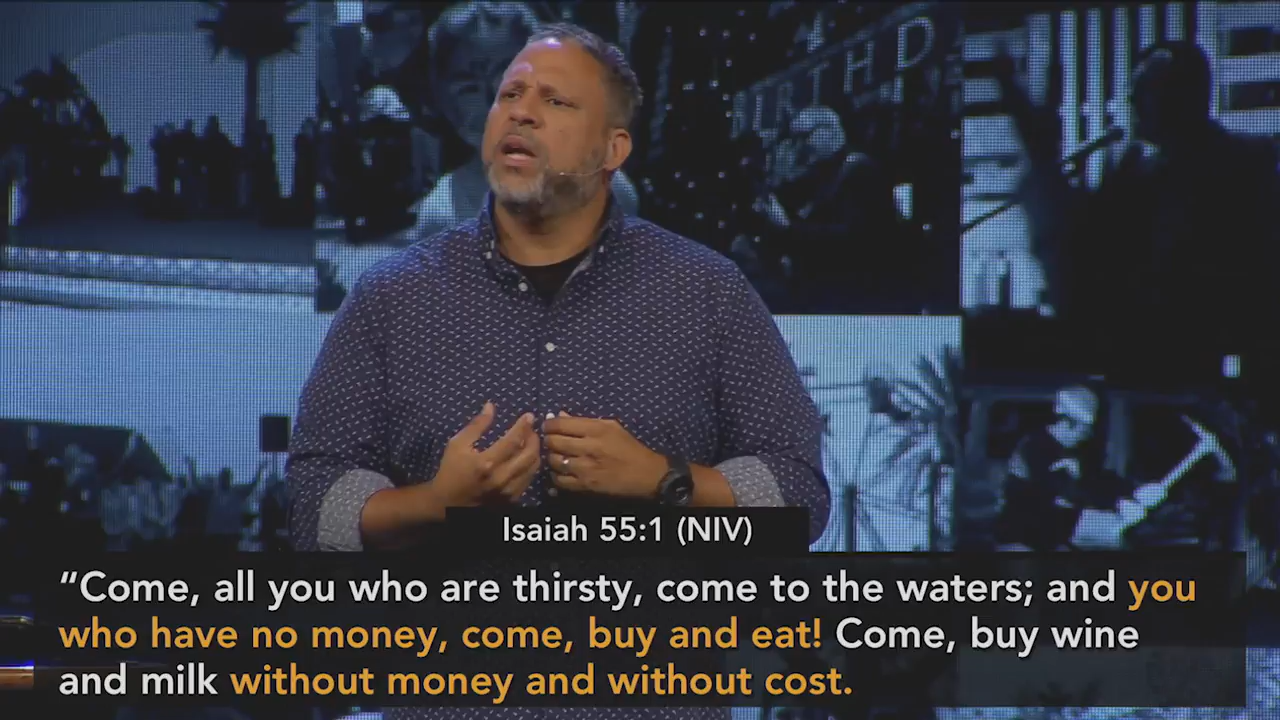 BIRTHD
Isaiah 55:1 (NIV)
“Come, all you who are thirsty, come to the waters; and you
who have no money, come, buy and eat! Come, buy wine
and milk without money and without cost.